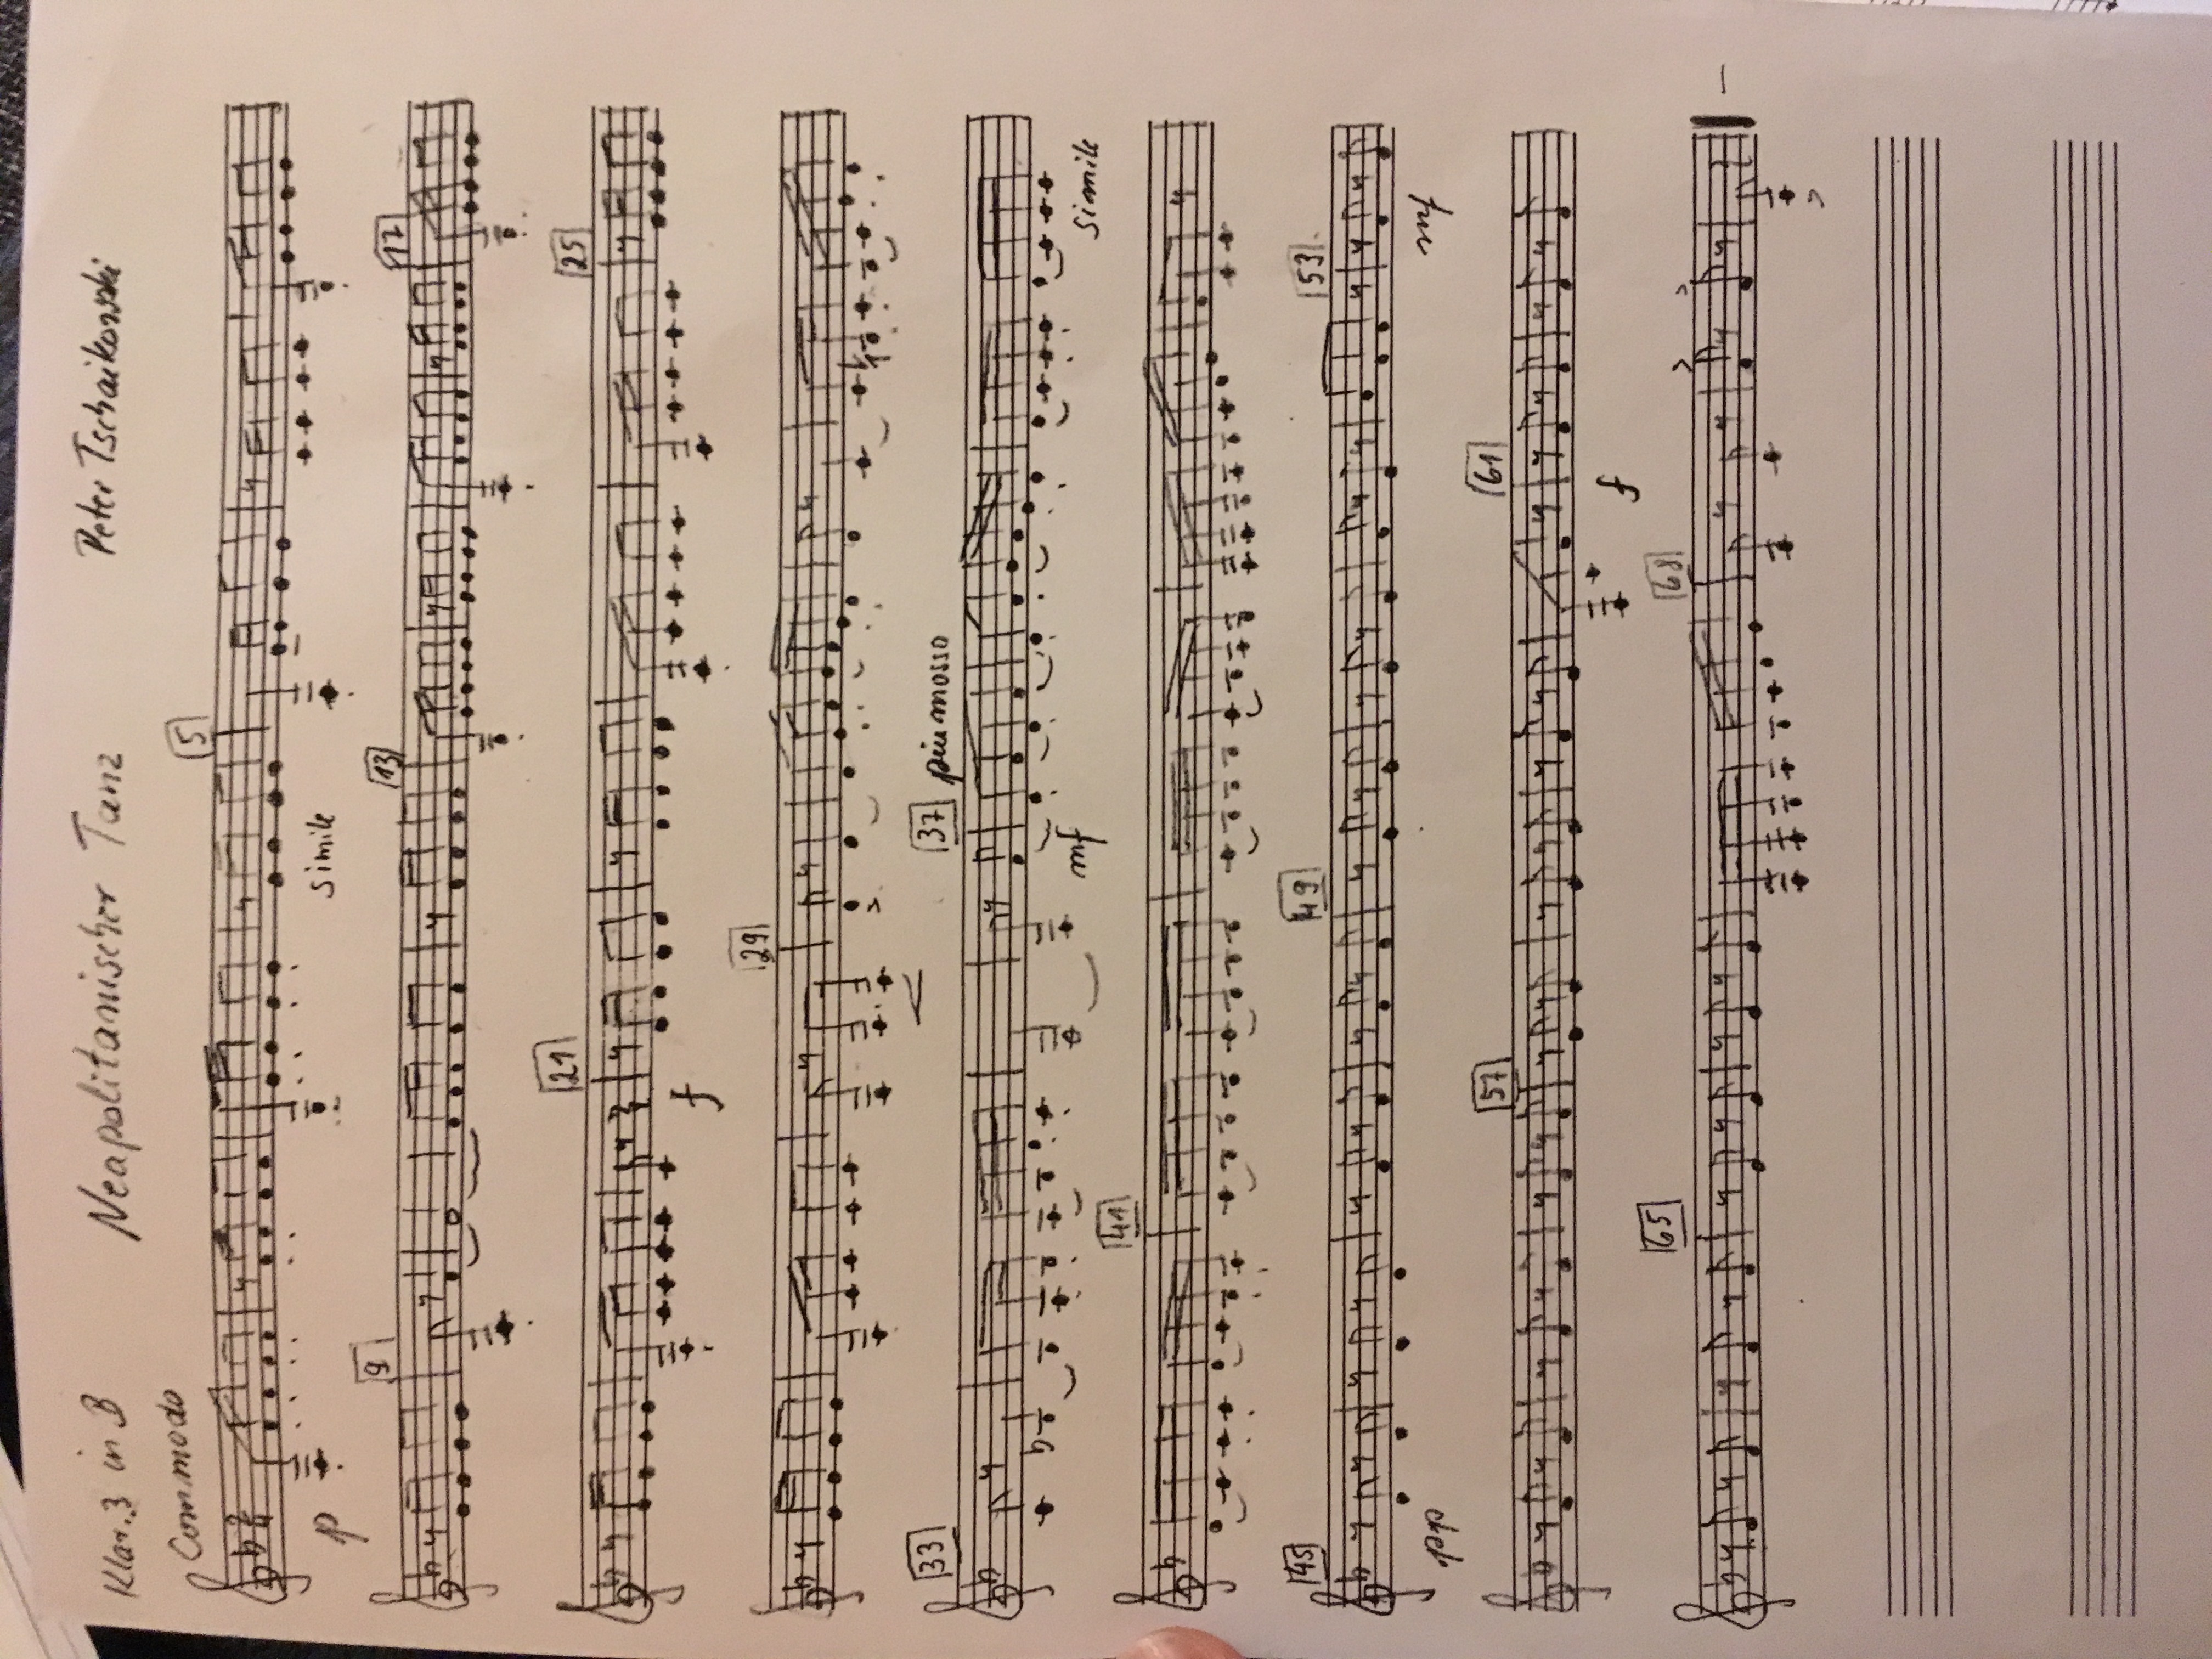 Klar.3 in B Neapolitanischer Tanz Peter Tschaikowski
Commodo
5
2
4
p simile
9 13 17
21 25
f
29
33 37 piu mosso
mf simile
41
45 49 53
pp mf
57 61
f
65 68